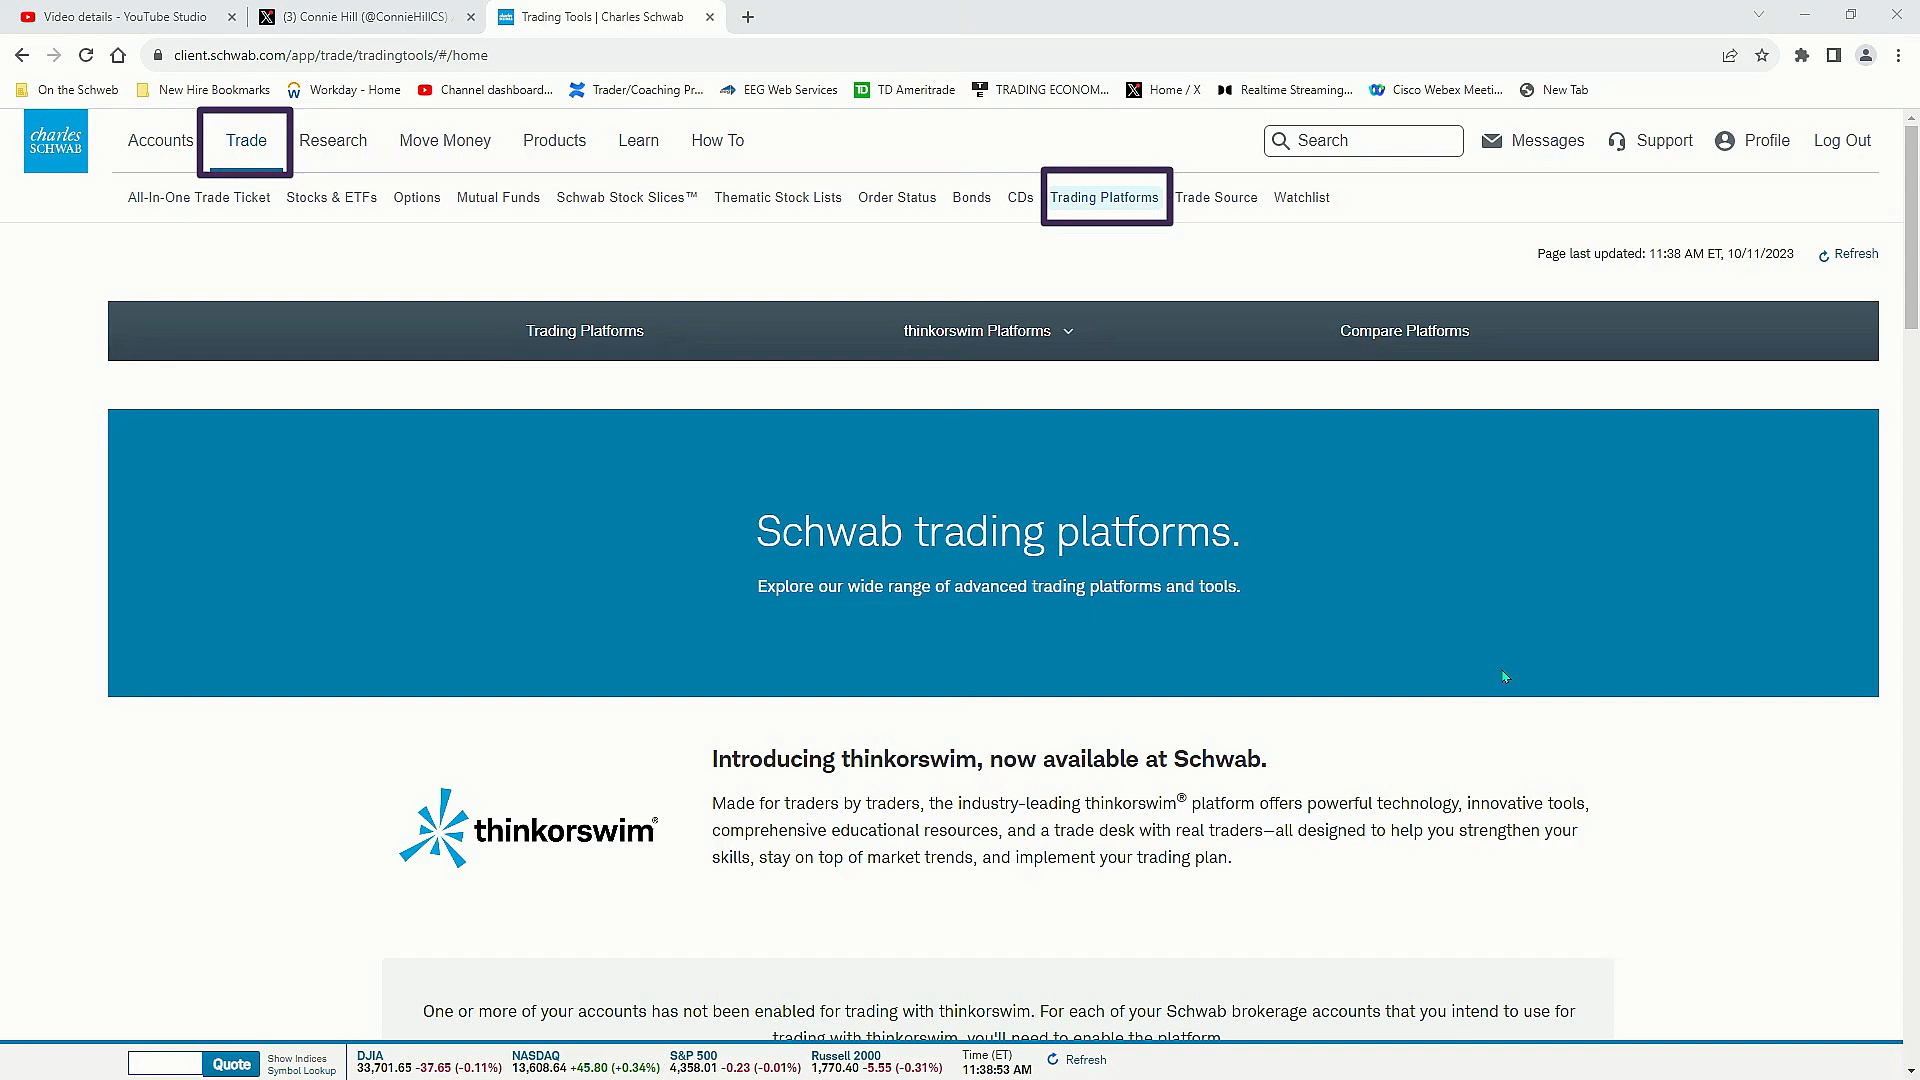 Video details - YouTube Studio
(3) Connie Hill (@ConnieHillCS)
Trading Tools | Charles Schwab
client.schwab.com/app/trade/tradingtools/#/home
On the Schweb
New Hire Bookmarks
Workday - Home
Channel dashboard...
Trader/Coaching Pr...
EEG Web Services
TD Ameritrade
TRADING ECONOM...
Home / X
Realtime Streaming...
Cisco Webex Meeti...
New Tab
charles
SCHWAB
Accounts
Trade
Research
Move Money
Products
Learn
How To
Search
Messages
Support
Profile
Log Out
All-In-One Trade Ticket
Stocks & ETFs
Options
Mutual Funds
Schwab Stock Slices™
Thematic Stock Lists
Order Status
Bonds
CDs
Trading Platforms
Trade Source
Watchlist
Page last updated: 11:38 AM ET, 10/11/2023
Refresh
Trading Platforms
thinkorswim Platforms
Compare Platforms
Schwab trading platforms.
Explore our wide range of advanced trading platforms and tools.
thinkorswim®
Introducing thinkorswim, now available at Schwab.
Made for traders by traders, the industry-leading thinkorswim® platform offers powerful technology, innovative tools,
comprehensive educational resources, and a trade desk with real traders—all designed to help you strengthen your
skills, stay on top of market trends, and implement your trading plan.
One or more of your accounts has not been enabled for trading with thinkorswim. For each of your Schwab brokerage accounts that you intend to use for
trading with thinkorswim, you'll need to enable the platform.
Quote
Show Indices
Symbol Lookup
DJIA
33,701.65 -37.65 (-0.11%)
NASDAQ
13,608.64 +45.80 (+0.34%)
S&P 500
4,358.01 -0.23 (-0.01%)
Russell 2000
1,770.40 -5.55 (-0.31%)
Time (ET)
11:38:53 AM
Refresh